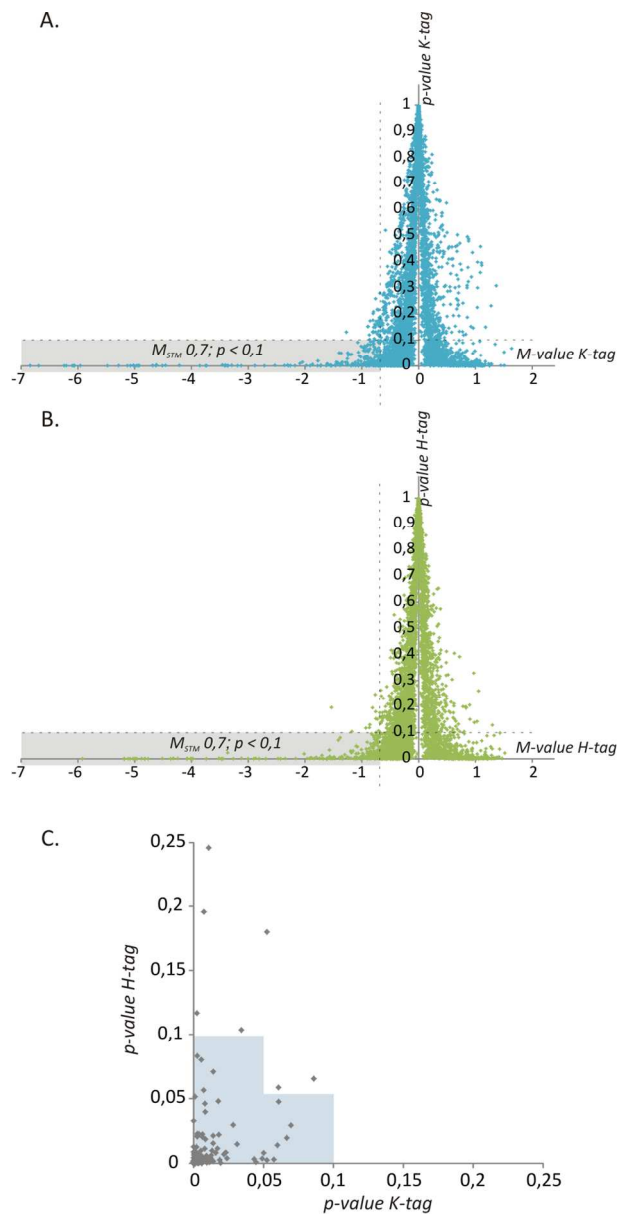 A.
p-value K-tag
1
0,9
0,8
0,7
0,6
0,5
0,4
0,3
0,2
0,1
0
M_STM 0,7; p < 0,1
M-value K-tag
-7 -6 -5 -4 -3 -2 -1 0 1 2
B.
p-value H-tag
1
0,9
0,8
0,7
0,6
0,5
0,4
0,3
0,2
0,1
0
M_STM 0,7; p < 0,1
M-value H-tag
-7 -6 -5 -4 -3 -2 -1 0 1 2
C.
p-value H-tag
0,25
0,2
0,15
0,1
0,05
0
0 0,05 0,1 0,15 0,2 0,25
p-value K-tag